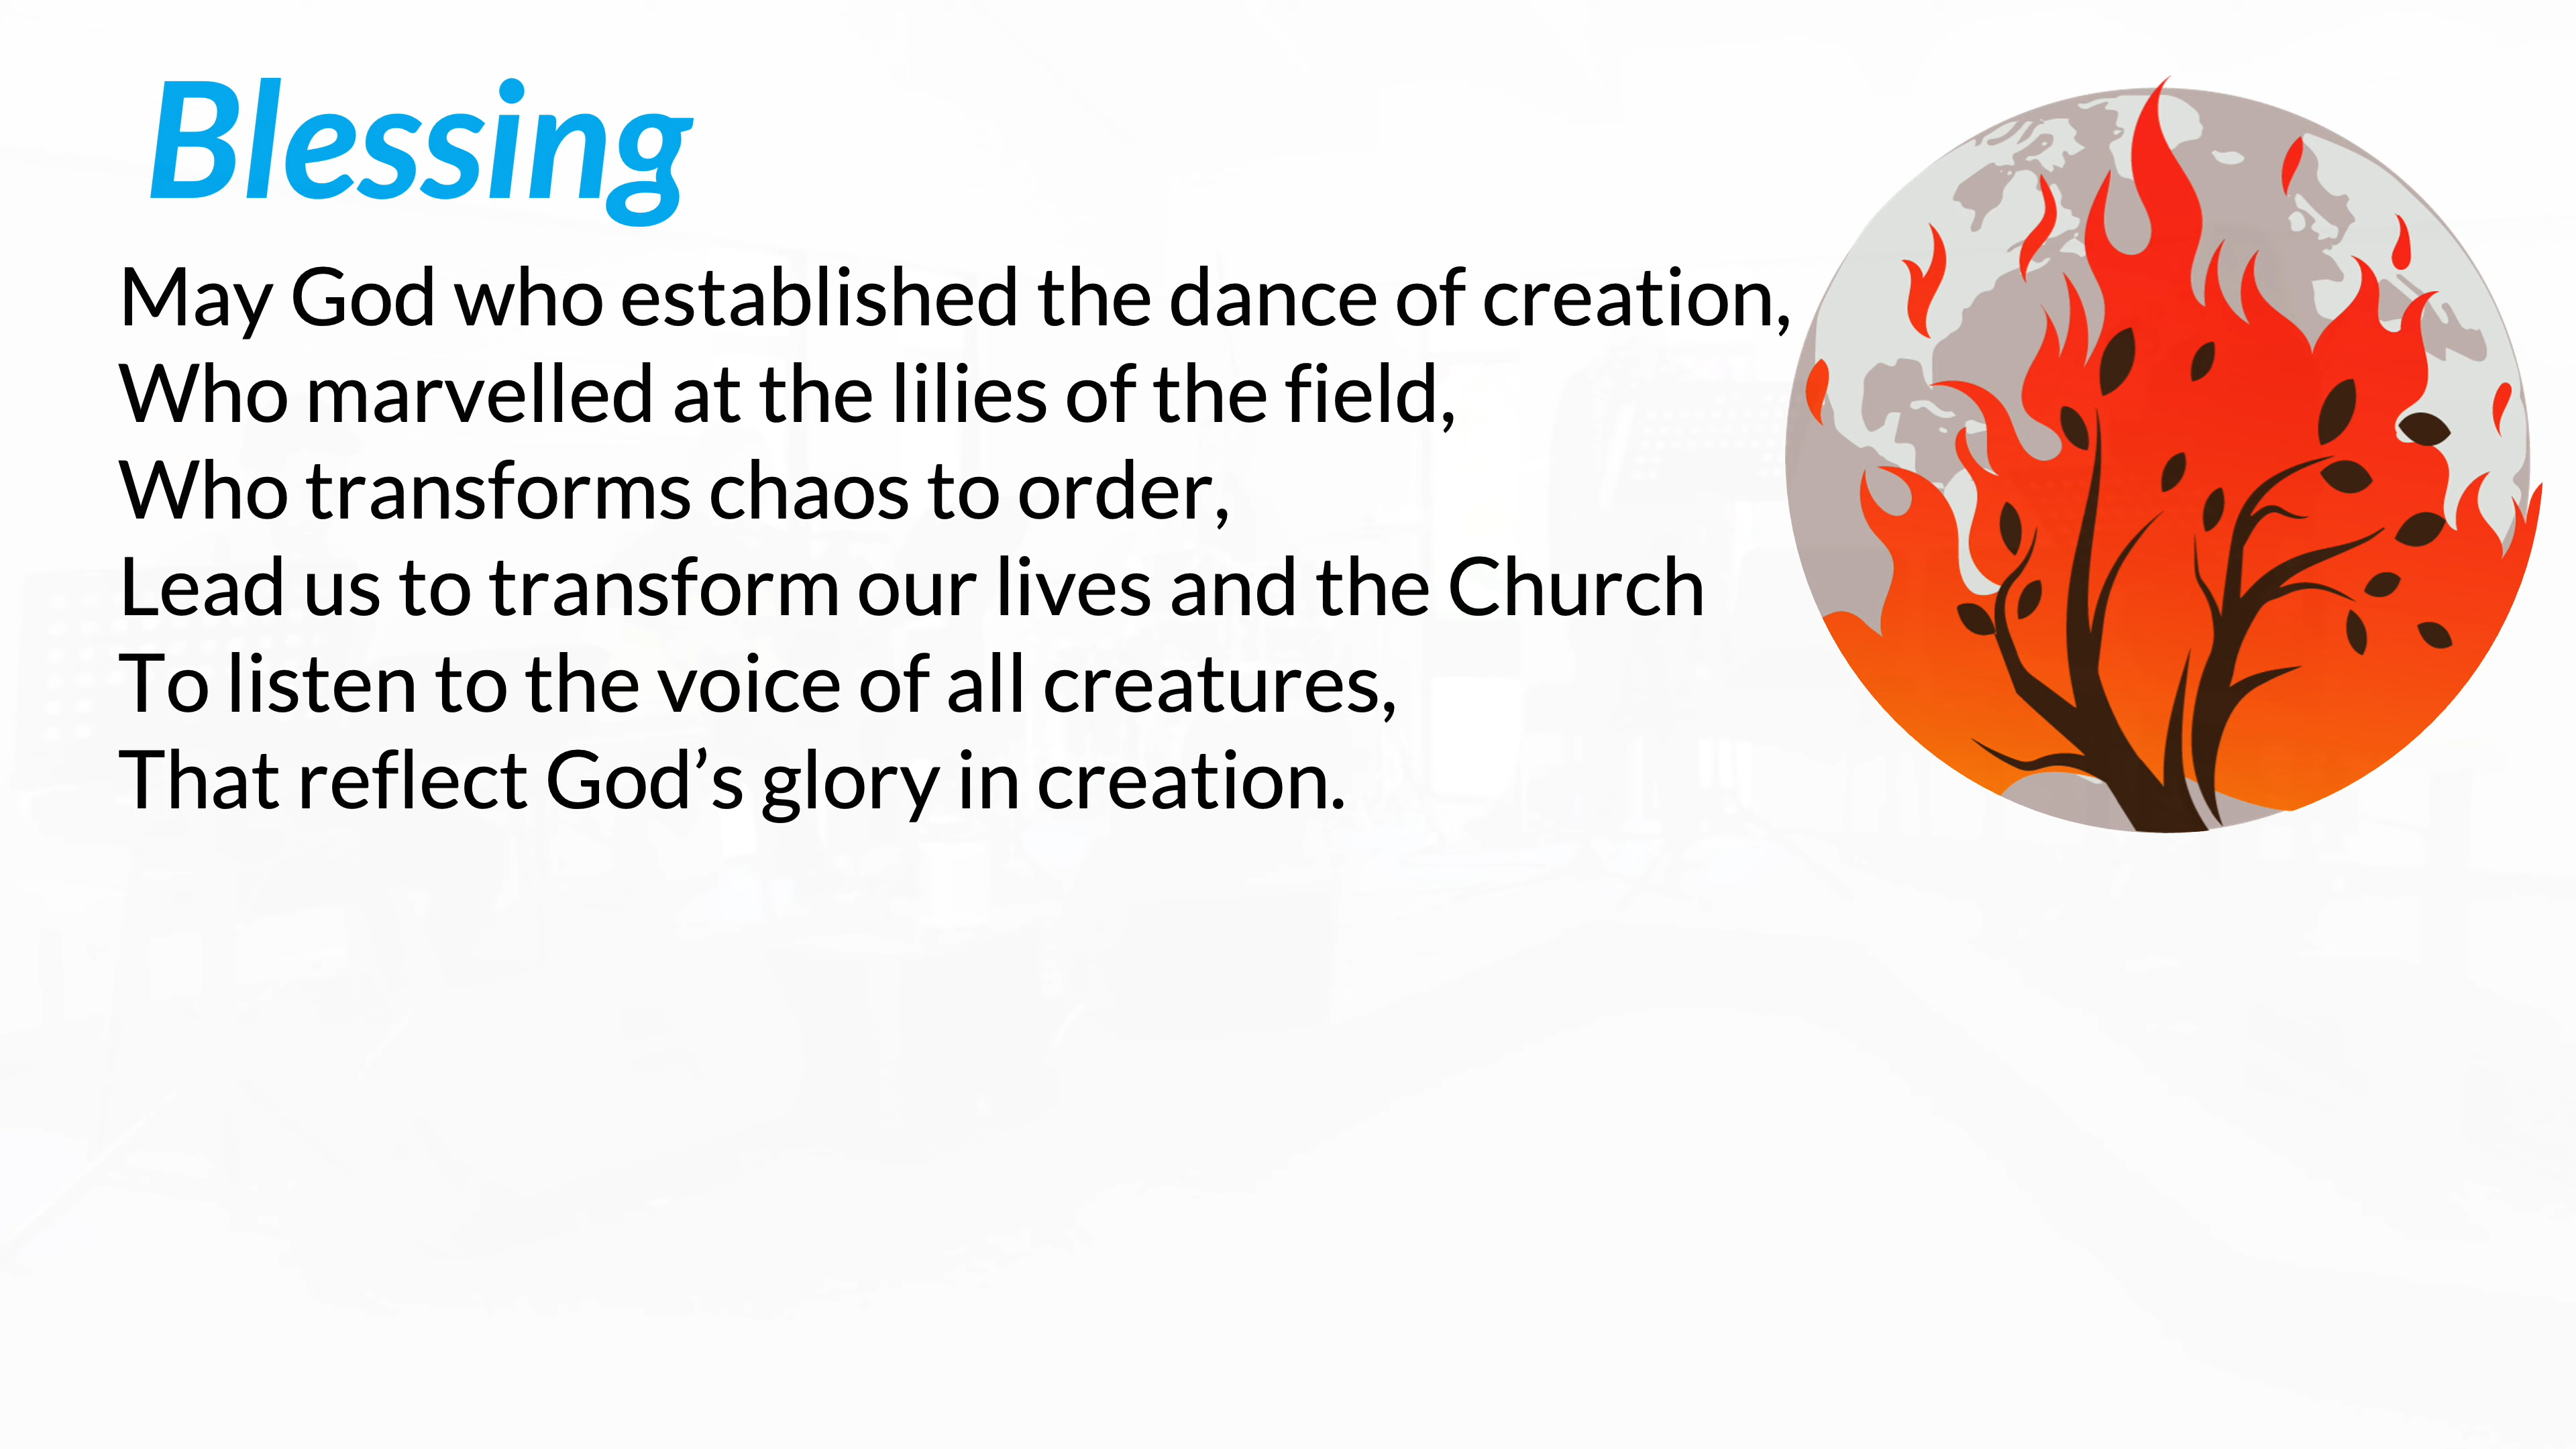 Blessing
May God who established the dance of creation,
Who marvelled at the lilies of the field,
Who transforms chaos to order,
Lead us to transform our lives and the Church
To listen to the voice of all creatures,
That reflect God’s glory in creation.